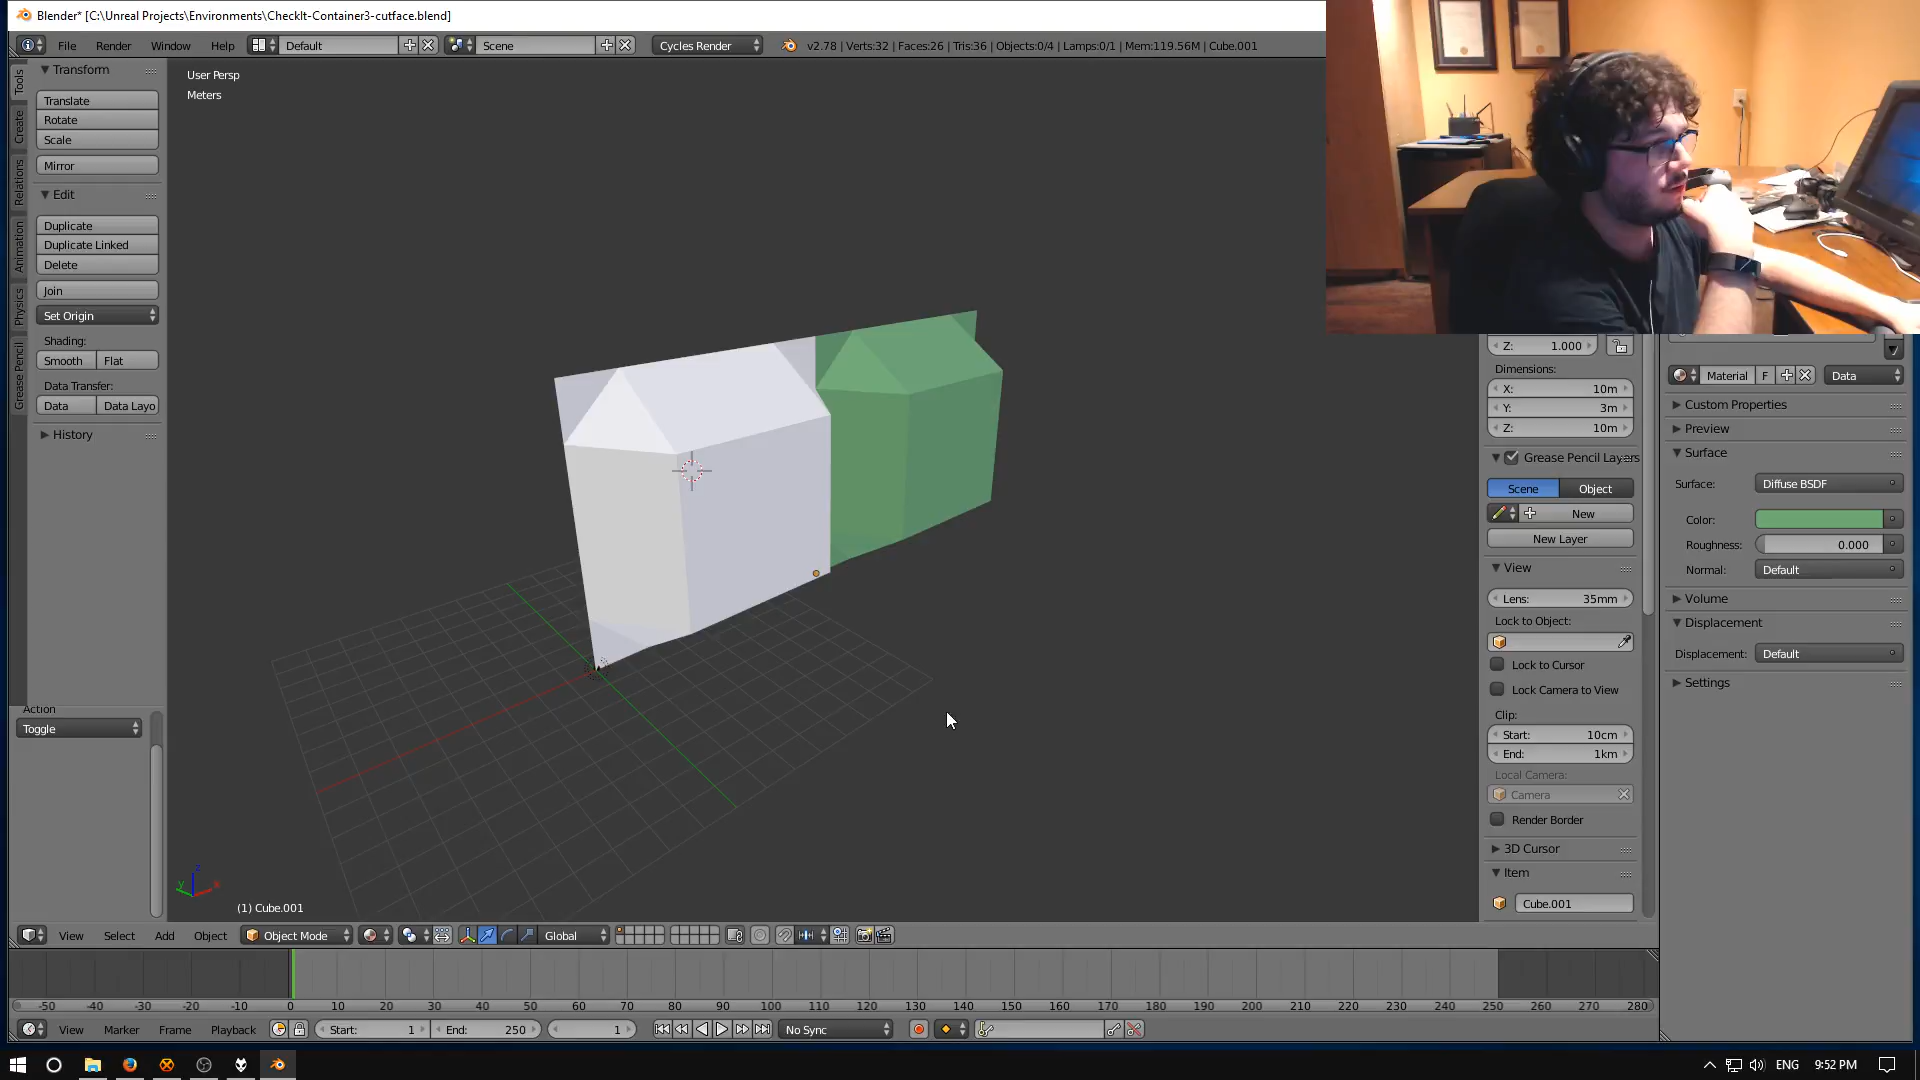 Blender* [C:\Unreal Projects\Environments\CheckIt-Container3-cutface.blend]
File Render Window Help Default Scene Cycles Render v2.78 | Verts:32 | Faces:26 | Tris:36 | Objects:0/4 | Lamps:0/1 | Mem:119.56M | Cube.001
Tools
Create
Relations
Animation
Physics
Grease Pencil
Transform
Translate
Rotate
Scale
Mirror
Edit
Duplicate
Duplicate Linked
Delete
Join
Set Origin
Shading:
Smooth Flat
Data Transfer:
Data Data Layo
History
Action
Toggle
User Persp
Meters
z
y x
(1) Cube.001
Z: 1.000
Dimensions:
X: 10m
Y: 3m
Z: 10m
Grease Pencil Layers
Scene Object
New
New Layer
View
Lens: 35mm
Lock to Object:
Lock to Cursor
Lock Camera to View
Clip:
Start: 10cm
End: 1km
Local Camera:
Camera
Render Border
3D Cursor
Item
Cube.001
Material F Data
Custom Properties
Preview
Surface
Surface: Diffuse BSDF
Color:
Roughness: 0.000
Normal: Default
Volume
Displacement
Displacement: Default
Settings
View Select Add Object Object Mode Global
-50 -40 -30 -20 -10 0 10 20 30 40 50 60 70 80 90 100 110 120 130 140 150 160 170 180 190 200 210 220 230 240 250 260 270 280
View Marker Frame Playback Start: 1 End: 250 1 No Sync
ENG 9:52 PM